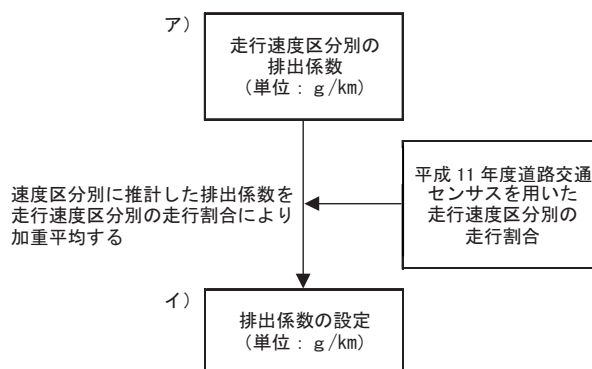 ア)
走行速度区分別の
排出係数
(単位：g/km)
速度区分別に推計した排出係数を
走行速度区分別の走行割合により
加重平均する
平成 11 年度道路交通
センサスを用いた
走行速度区分別の
走行割合
イ)
排出係数の設定
(単位：g/km)